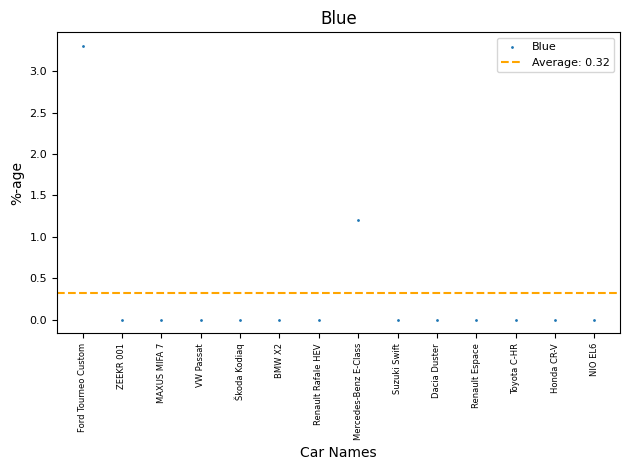 Blue
Blue
Average: 0.32
%-age
3.0
2.5
2.0
1.5
1.0
0.5
0.0
Ford Tourneo Custom
ZEEKR 001
MAXUS MIFA 7
VW Passat
Škoda Kodiaq
BMW X2
Renault Rafale HEV
Mercedes-Benz E-Class
Suzuki Swift
Dacia Duster
Renault Espace
Toyota C-HR
Honda CR-V
NIO EL6
Car Names